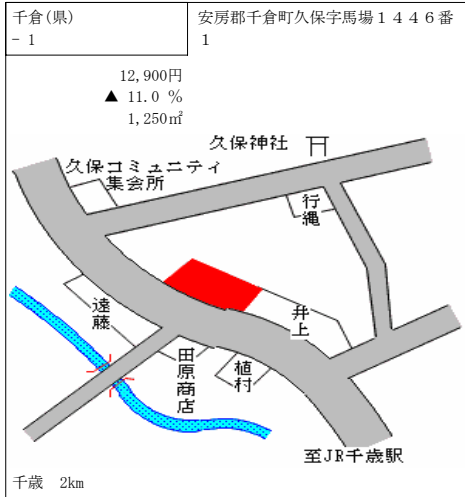 千倉(県)
- 1
安房郡千倉町久保字馬場１４４６番
1
12,900円
▲ 11.0 %
1,250㎡
久保神社
久保コミュニティ
集会所
行縄
遠藤
井上
田原商店
植村
至JR千歳駅
千歳 2km